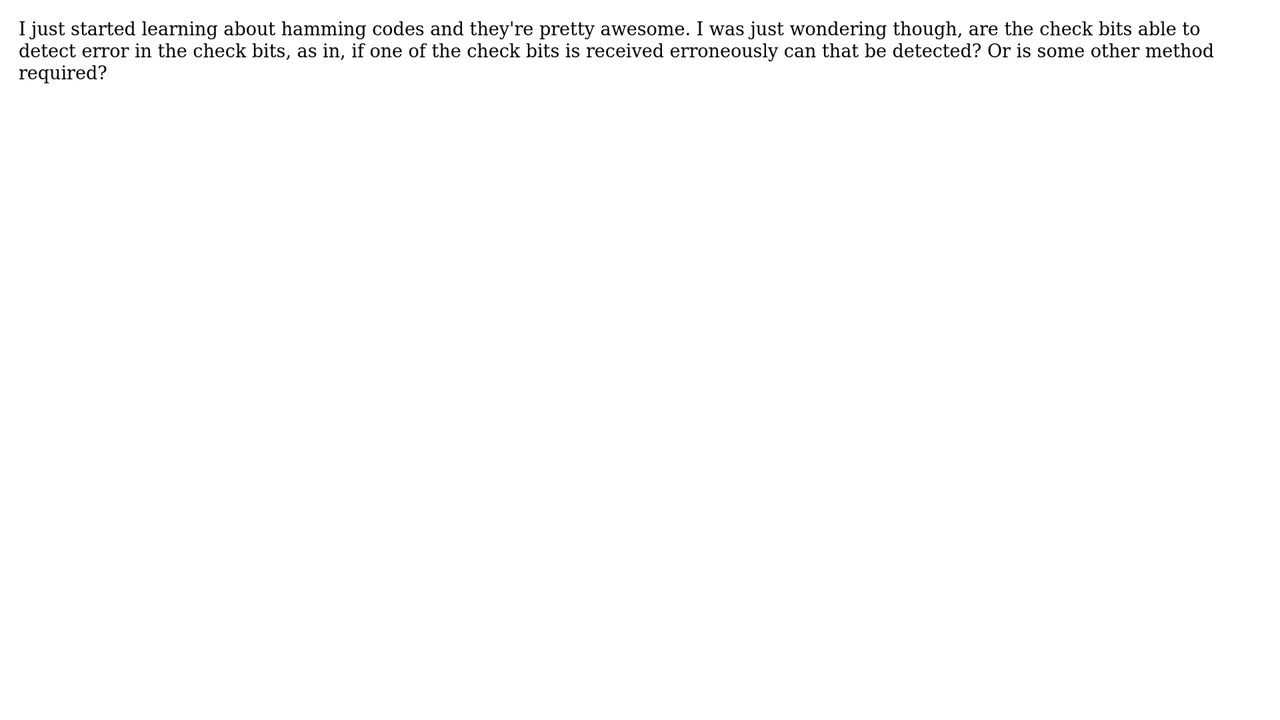 I just started learning about hamming codes and they're pretty awesome. I was just wondering though, are the check bits able to
detect error in the check bits, as in, if one of the check bits is received erroneously can that be detected? Or is some other method
required?